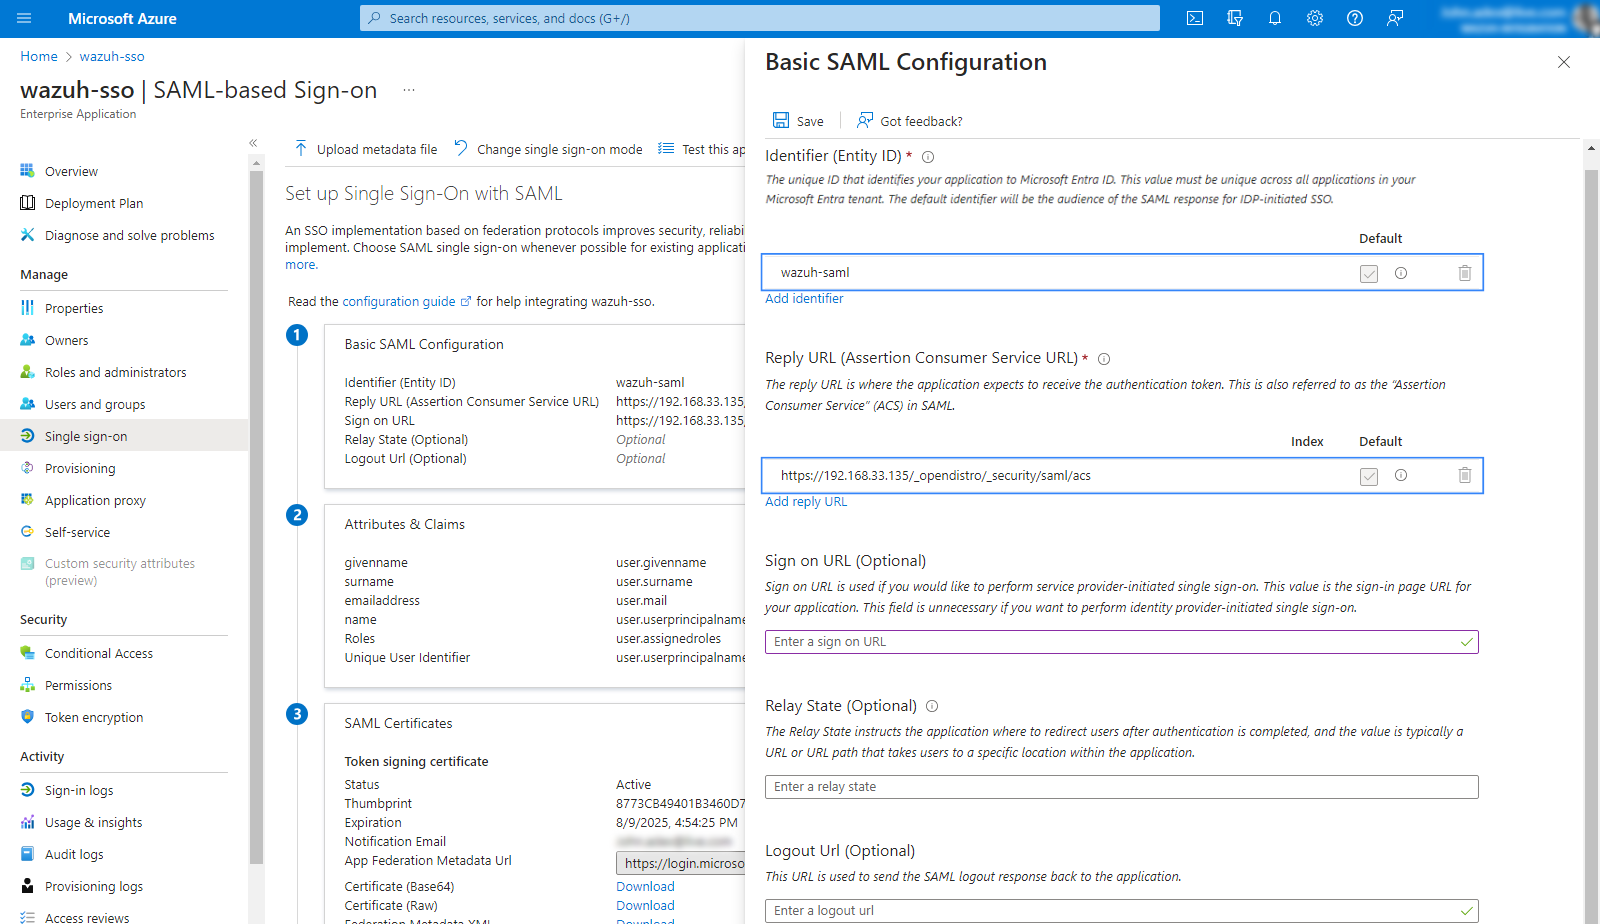 Microsoft Azure
Search resources, services, and docs (G+/)
Home > wazuh-sso
wazuh-sso | SAML-based Sign-on ...
Enterprise Application
Overview
Deployment Plan
Diagnose and solve problems
Manage
Properties
Owners
Roles and administrators
Users and groups
Single sign-on
Provisioning
Application proxy
Self-service
Custom security attributes
(preview)
Security
Conditional Access
Permissions
Token encryption
Activity
Sign-in logs
Usage & insights
Audit logs
Provisioning logs
Access reviews
Upload metadata file
Change single sign-on mode
Test this ap
Set up Single Sign-On with SAML
An SSO implementation based on federation protocols improves security, reliabi
implement. Choose SAML single sign-on whenever possible for existing applicati
more.
Read the configuration guide for help integrating wazuh-sso.
1
Basic SAML Configuration
Identifier (Entity ID) wazuh-saml
Reply URL (Assertion Consumer Service URL) https://192.168.33.135,
Sign on URL https://192.168.33.135,
Relay State (Optional) Optional
Logout Url (Optional) Optional
2
Attributes & Claims
givenname user.givenname
surname user.surname
emailaddress user.mail
name user.userprincipalname
Roles user.assignedroles
Unique User Identifier user.userprincipalname
3
SAML Certificates
Token signing certificate
Status Active
Thumbprint 8773CB49401B3460D7
Expiration 8/9/2025, 4:54:25 PM
Notification Email
App Federation Metadata Url https://login.microso
Certificate (Base64) Download
Certificate (Raw) Download
Federation Metadata XML Download
Basic SAML Configuration
Save
Got feedback?
Identifier (Entity ID) *
The unique ID that identifies your application to Microsoft Entra ID. This value must be unique across all applications in your
Microsoft Entra tenant. The default identifier will be the audience of the SAML response for IDP-initiated SSO.
Default
wazuh-saml
Add identifier
Reply URL (Assertion Consumer Service URL) *
The reply URL is where the application expects to receive the authentication token. This is also referred to as the “Assertion
Consumer Service” (ACS) in SAML.
Index Default
https://192.168.33.135/_opendistro/_security/saml/acs
Add reply URL
Sign on URL (Optional)
Sign on URL is used if you would like to perform service provider-initiated single sign-on. This value is the sign-in page URL for
your application. This field is unnecessary if you want to perform identity provider-initiated single sign-on.
Enter a sign on URL
Relay State (Optional)
The Relay State instructs the application where to redirect users after authentication is completed, and the value is typically a
URL or URL path that takes users to a specific location within the application.
Enter a relay state
Logout Url (Optional)
This URL is used to send the SAML logout response back to the application.
Enter a logout url